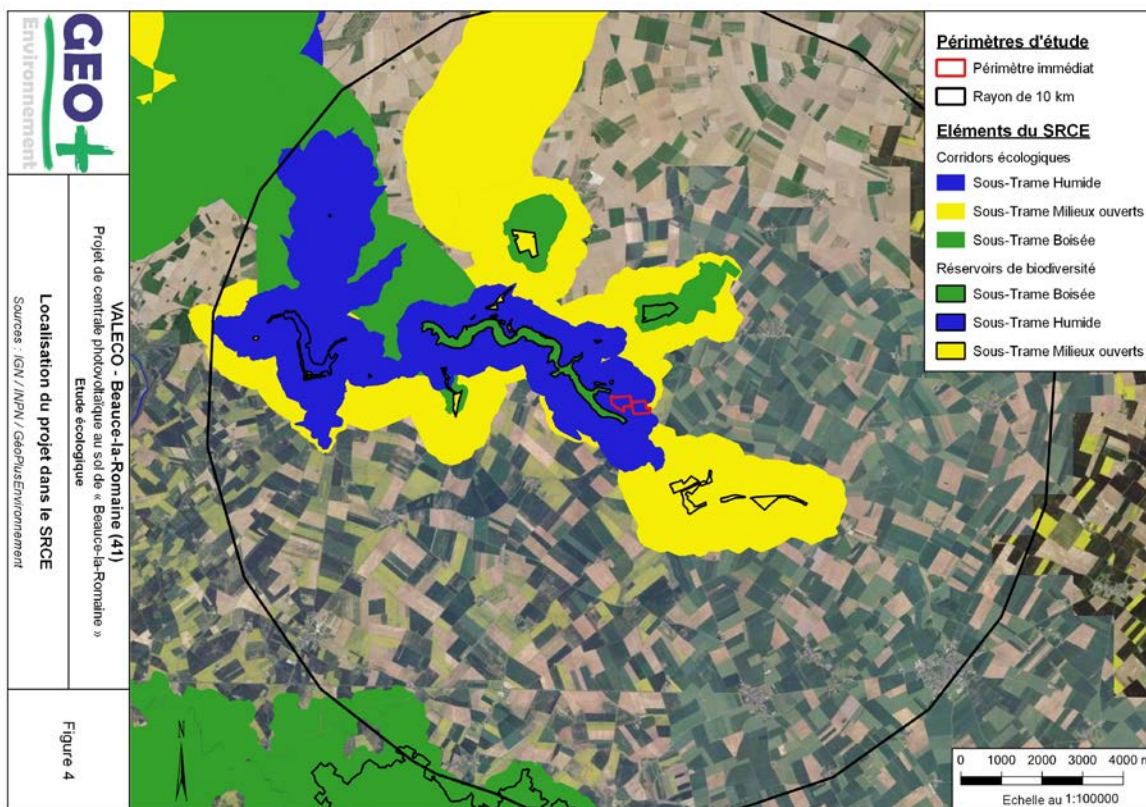 GEO+
Environnement
VALECO - Beauce-la-Romaine (41)
Projet de centrale photovoltaïque au sol de « Beauce-la-Romaine »
Etude écologique
Localisation du projet dans le SRCE
Sources : IGN / INPN / GéoPlusEnvironnement
Figure 4
N
Périmètres d'étude
Périmètre immédiat
Rayon de 10 km
Eléments du SRCE
Corridors écologiques
Sous-Trame Humide
Sous-Trame Milieux ouverts
Sous-Trame Boisée
Réservoirs de biodiversité
Sous-Trame Boisée
Sous-Trame Humide
Sous-Trame Milieux ouverts
0 1000 2000 3000 4000 m
Echelle au 1:100000